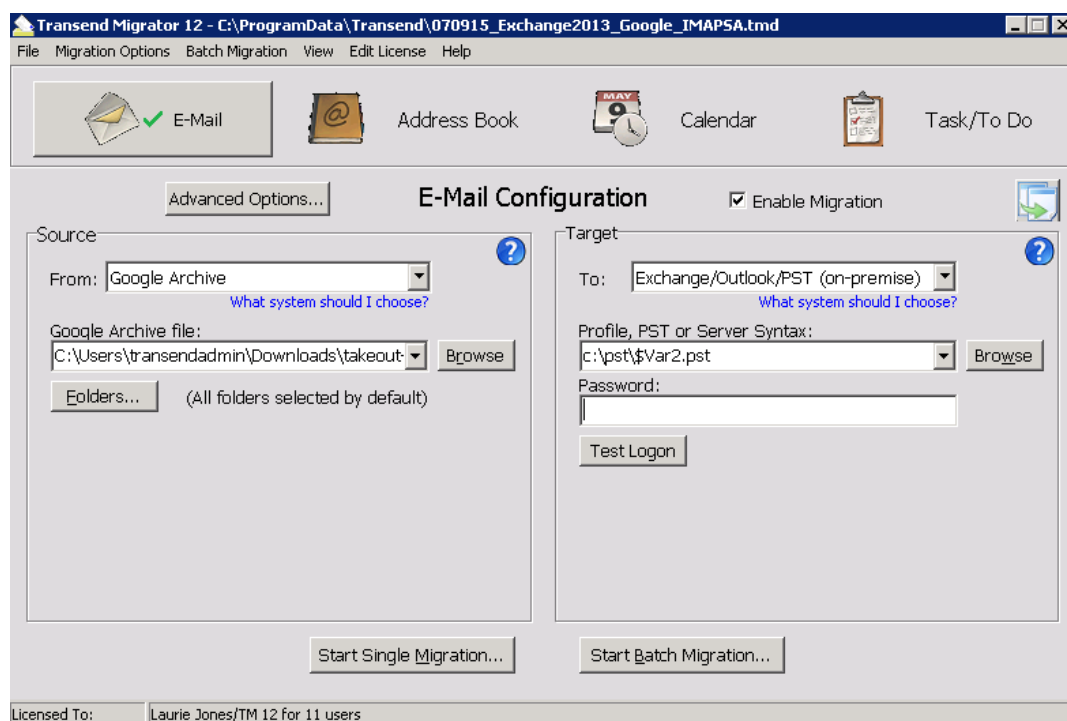 Transend Migrator 12 - C:\ProgramData\Transend\070915_Exchange2013_Google_IMAPSA.tmd
File Migration Options Batch Migration View Edit License Help
E-Mail Address Book MAY 9 Calendar Task/To Do
Advanced Options... E-Mail Configuration Enable Migration
Source
From: Google Archive
What system should I choose?
Google Archive file:
C:\Users\transendadmin\Downloads\takeout- Browse
Folders... (All folders selected by default)
Target
To: Exchange/Outlook/PST (on-premise)
What system should I choose?
Profile, PST or Server Syntax:
c:\pst\$Var2.pst Browse
Password:
Test Logon
Start Single Migration... Start Batch Migration...
Licensed To: Laurie Jones/TM 12 for 11 users